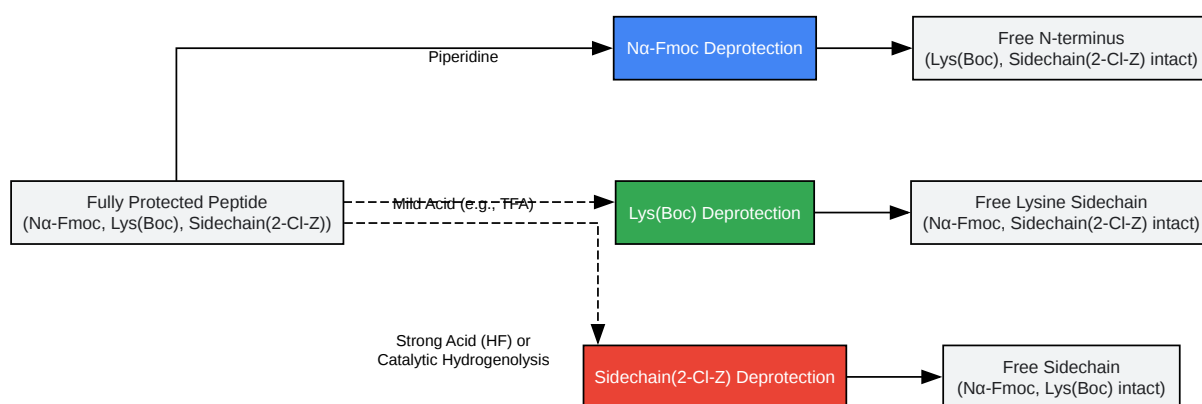 Piperidine
Nα-Fmoc Deprotection
Free N-terminus
(Lys(Boc), Sidechain(2-Cl-Z) intact)
Fully Protected Peptide
(Nα-Fmoc, Lys(Boc), Sidechain(2-Cl-Z))
Mild Acid (e.g., TFA)
Lys(Boc) Deprotection
Free Lysine Sidechain
(Nα-Fmoc, Sidechain(2-Cl-Z) intact)
Strong Acid (HF) or
Catalytic Hydrogenolysis
Sidechain(2-Cl-Z) Deprotection
Free Sidechain
(Nα-Fmoc, Lys(Boc) intact)